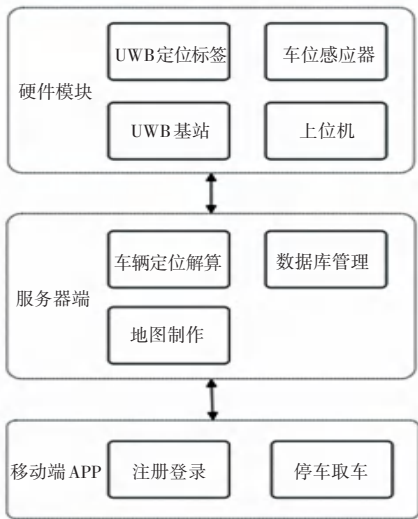 UWB定位标签
车位感应器
硬件模块
UWB基站
上位机
车辆定位解算
数据库管理
服务器端
地图制作
移动端APP
注册登录
停车取车